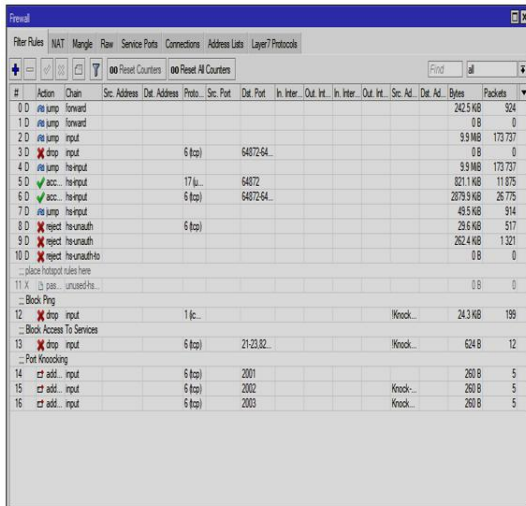 Firewall
Filter Rules NAT Mangle Raw Service Ports Connections Address Lists Layer7 Protocols
00 Reset Counters 00 Reset All Counters Find all
# Action Chain Src. Address Dst. Address Proto... Src. Port Dst. Port In. Inter... Out. Int... In. Inter... Out. Int... Src. Ad... Dst. Ad... Bytes Packets
0 D jump forward 242.5 KiB 924
1 D jump forward 0 B 0
2 D jump input 9.9 MiB 173 737
3 D drop input 6 (tcp) 64872-64... 0 B 0
4 D jump hs-input 9.9 MiB 173 737
5 D acc... hs-input 17 (u... 64872 821.1 KiB 11 875
6 D acc... hs-input 6 (tcp) 64872-64... 2879.9 KiB 26 775
7 D jump hs-input 49.5 KiB 914
8 D reject hs-unauth 6 (tcp) 29.6 KiB 517
9 D reject hs-unauth 262.4 KiB 1 321
10 D reject hs-unauth-to 0 B 0
::: place hotspot rules here
11 X pas... unused-hs... 0 B 0
::: Block Ping
12 drop input 1 (ic... !Knock... 24.3 KiB 199
::: Block Access To Services
13 drop input 6 (tcp) 21-23,82... !Knock... 624 B 12
::: Port Knoocking
14 add... input 6 (tcp) 2001 260 B 5
15 add... input 6 (tcp) 2002 Knock-... 260 B 5
16 add... input 6 (tcp) 2003 Knock... 260 B 5